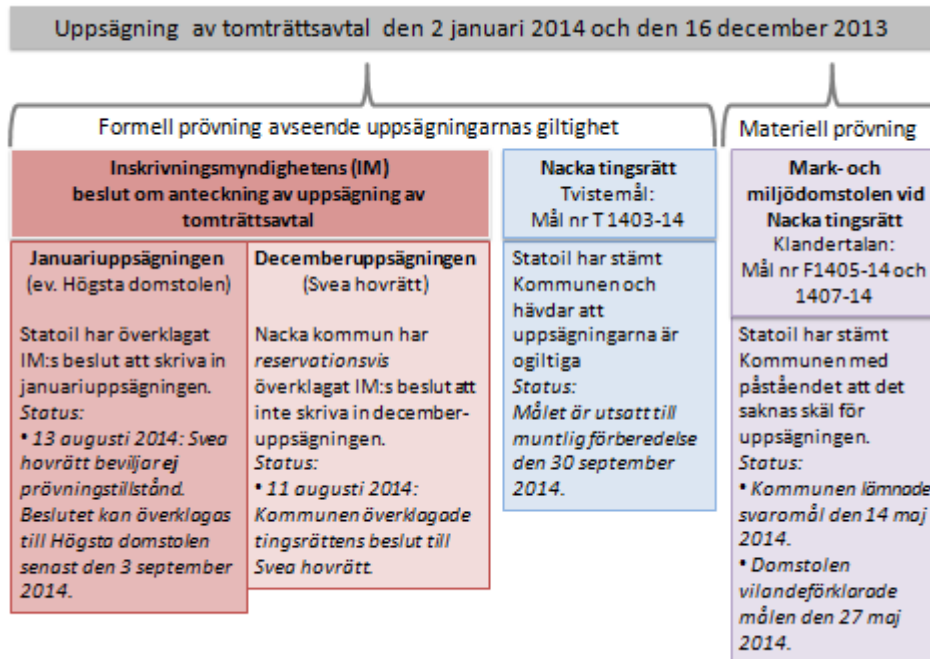 Uppsägning av tomträttsavtal den 2 januari 2014 och den 16 december 2013
Formell prövning avseende uppsägningarnas giltighet
Inskrivningsmyndighetens (IM)
beslut om anteckning av uppsägning av
tomträttsavtal
Januariuppsägningen
(ev. Högsta domstolen)
Statoil har överklagat
IM:s beslut att skriva in
januariuppsägningen.
Status:
• 13 augusti 2014: Svea
hovrätt beviljar ej
prövningstillstånd.
Beslutet kan överklagas
till Högsta domstolen
senast den 3 september
2014.
Decemberuppsägningen
(Svea hovrätt)
Nacka kommun har
reservationsvis
överklagat IM:s beslut att
inte skriva in december-
uppsägningen.
Status:
• 11 augusti 2014:
Kommunen överklagade
tingsrättens beslut till
Svea hovrätt.
Nacka tingsrätt
Tvistemål:
Mål nr T 1403-14
Statoil har stämt
Kommunen och
hävdar att
uppsägningarna är
ogiltiga
Status:
Målet är utsatt till
muntlig förberedelse
den 30 september
2014.
Materiell prövning
Mark- och
miljödomstolen vid
Nacka tingsrätt
Klandertalan:
Mål nr F1405-14 och
1407-14
Statoil har stämt
Kommunen med
påståendet att det
saknas skäl för
uppsägningen.
Status:
• Kommunen lämnade
svaromål den 14 maj
2014.
• Domstolen
vilandeförklarade
målen den 27 maj
2014.